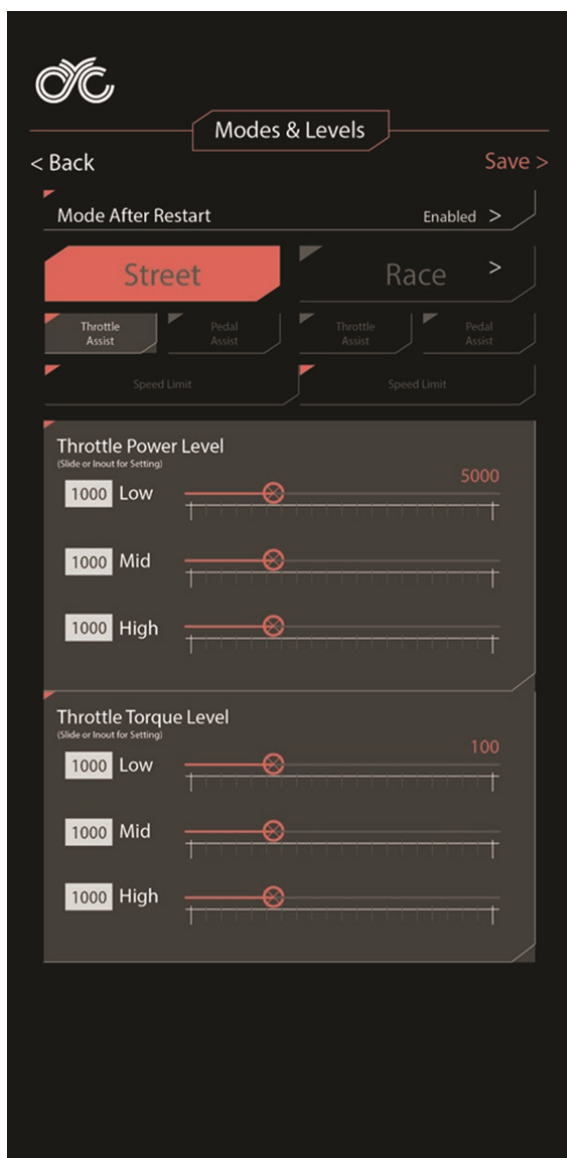 Modes & Levels
< Back
Save >
Mode After Restart
Enabled >
Street
Race >
Throttle
Assist
Pedal
Assist
Throttle
Assist
Pedal
Assist
Speed Limit
Speed Limit
Throttle Power Level
(Slide or Inout for Setting)
5000
1000 Low
1000 Mid
1000 High
Throttle Torque Level
(Slide or Inout for Setting)
100
1000 Low
1000 Mid
1000 High